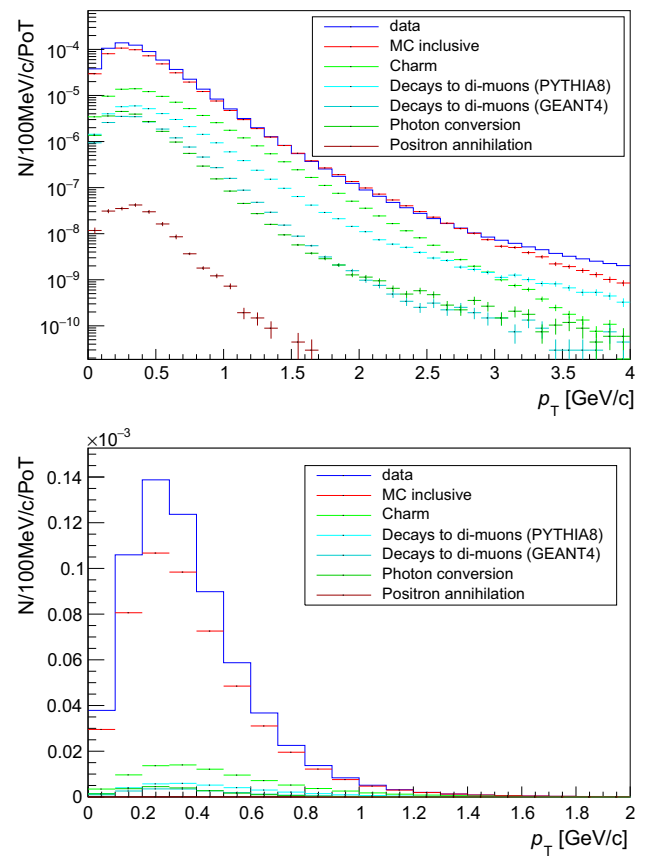 N/100MeV/c/PoT
10⁻⁴
10⁻⁵
10⁻⁶
10⁻⁷
10⁻⁸
10⁻⁹
10⁻¹⁰
data
MC inclusive
Charm
Decays to di-muons (PYTHIA8)
Decays to di-muons (GEANT4)
Photon conversion
Positron annihilation
0 0.5 1 1.5 2 2.5 3 3.5 4
p_T [GeV/c]
×10⁻³
N/100MeV/c/PoT
0.14
0.12
0.1
0.08
0.06
0.04
0.02
0
data
MC inclusive
Charm
Decays to di-muons (PYTHIA8)
Decays to di-muons (GEANT4)
Photon conversion
Positron annihilation
0 0.2 0.4 0.6 0.8 1 1.2 1.4 1.6 1.8 2
p_T [GeV/c]